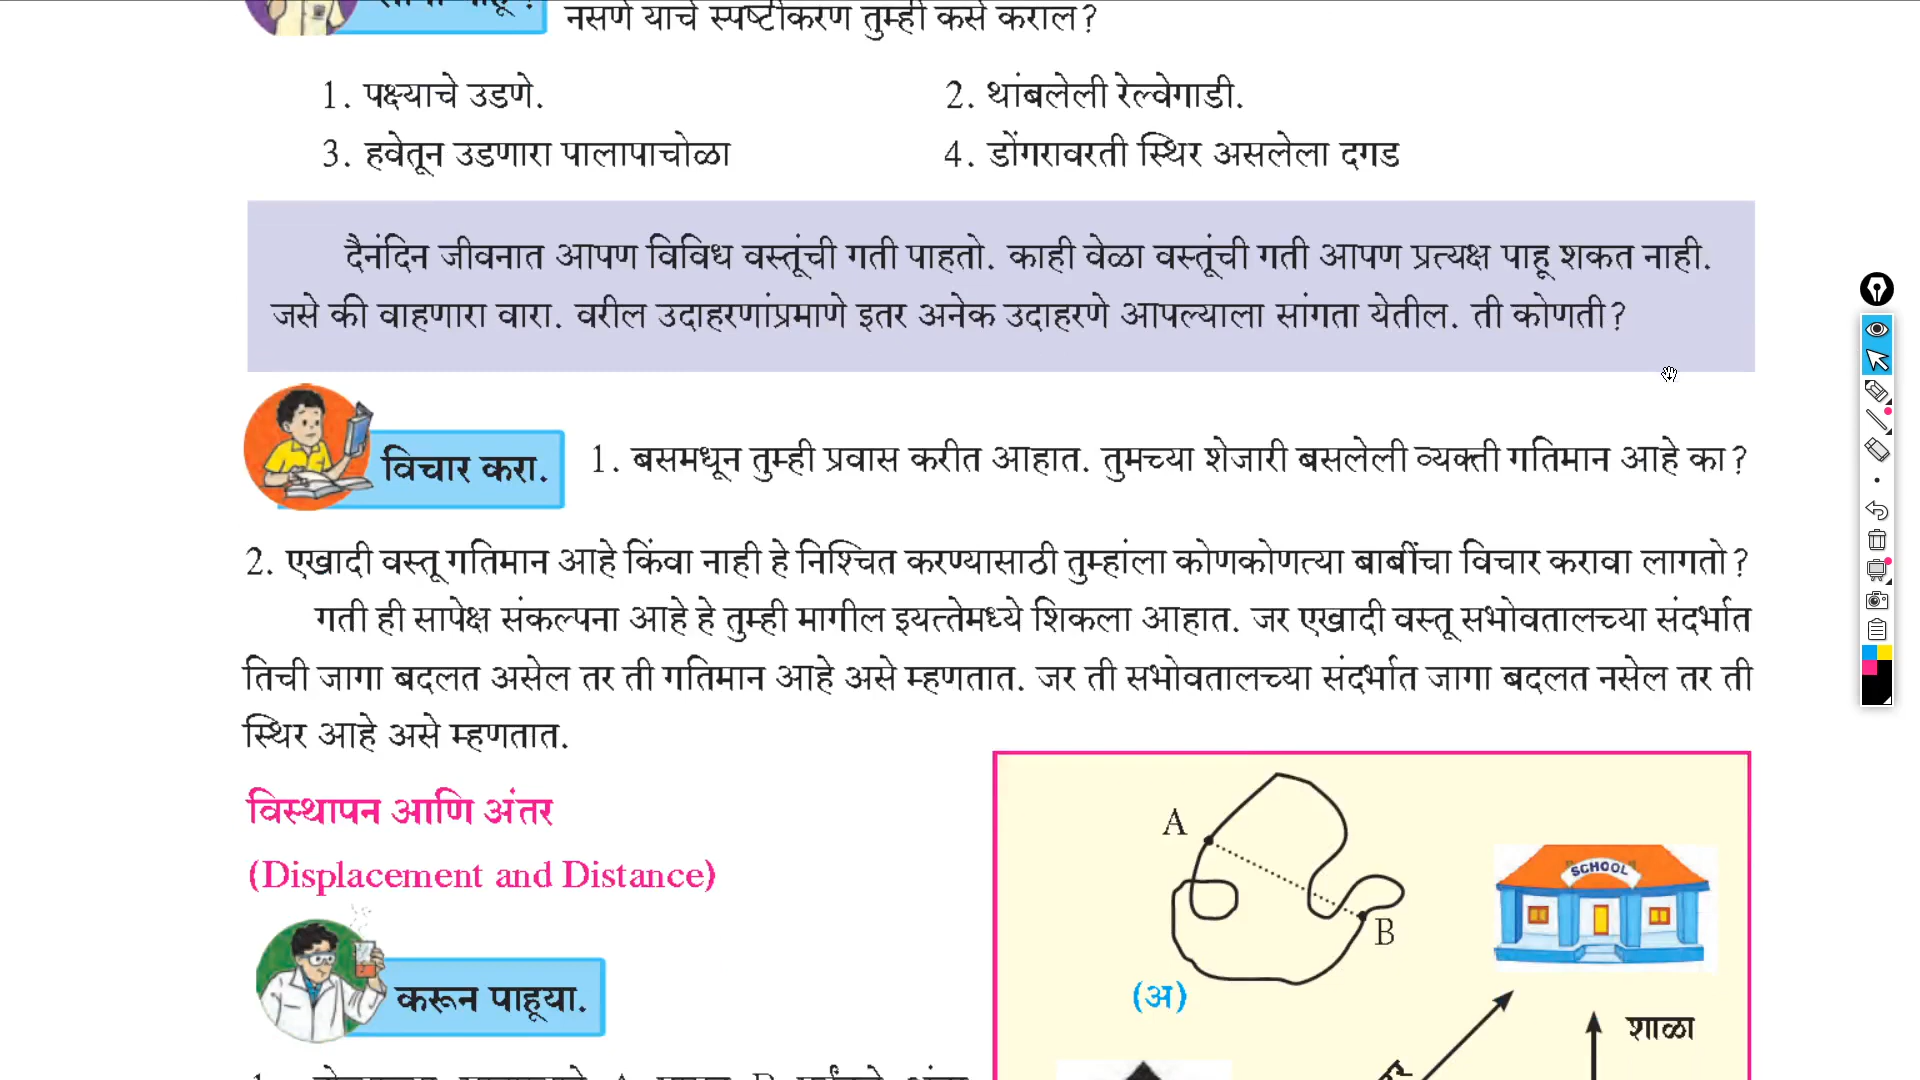 नसणे याचे स्पष्टीकरण तुम्ही कसे कराल?
1. पक्ष्याचे उडणे.
2. थांबलेली रेल्वेगाडी.
3. हवेतून उडणारा पालापाचोळा
4. डोंगरावरती स्थिर असलेला दगड
दैनंदिन जीवनात आपण विविध वस्तूंची गती पाहतो. काही वेळा वस्तूंची गती आपण प्रत्यक्ष पाहू शकत नाही.
जसे की वाहणारा वारा. वरील उदाहरणांप्रमाणे इतर अनेक उदाहरणे आपल्याला सांगता येतील. ती कोणती?
विचार करा.
1. बसमधून तुम्ही प्रवास करीत आहात. तुमच्या शेजारी बसलेली व्यक्ती गतिमान आहे का?
2. एखादी वस्तू गतिमान आहे किंवा नाही हे निश्चित करण्यासाठी तुम्हांला कोणकोणत्या बाबींचा विचार करावा लागतो?
गती ही सापेक्ष संकल्पना आहे हे तुम्ही मागील इयत्तेमध्ये शिकला आहात. जर एखादी वस्तू सभोवतालच्या संदर्भात
तिची जागा बदलत असेल तर ती गतिमान आहे असे म्हणतात. जर ती सभोवतालच्या संदर्भात जागा बदलत नसेल तर ती
स्थिर आहे असे म्हणतात.
विस्थापन आणि अंतर
(Displacement and Distance)
करून पाहूया.
A
B
(अ)
SCHOOL
शाळा